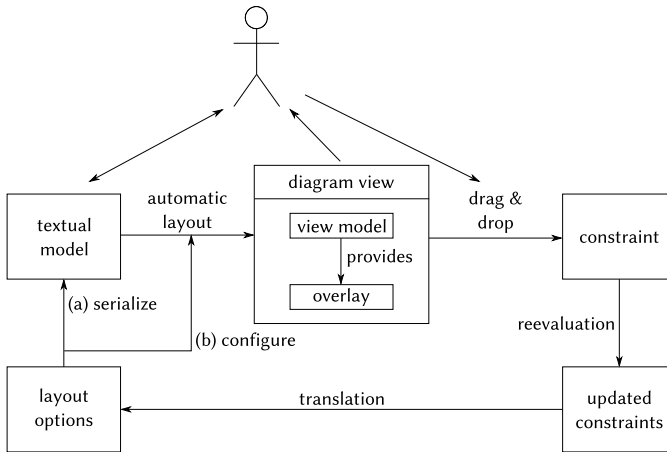 diagram view
automatic
layout
drag &
drop
textual
model
view model
constraint
provides
overlay
(a) serialize
(b) configure
reevaluation
layout
options
translation
updated
constraints